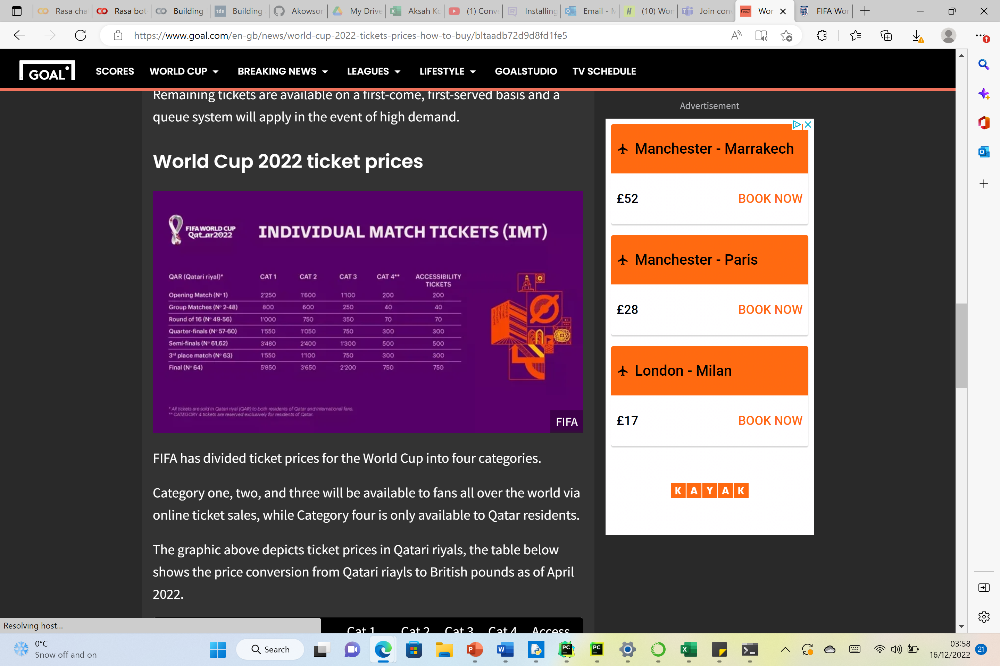 Rasa cha
Rasa bot
Building
tds
Building
Akowsor
My Drive
Aksah Ko
(1) Conve
Installing
Email - M
(10) Won
Join conv
Wor
FIFA Wor
https://www.goal.com/en-gb/news/world-cup-2022-tickets-prices-how-to-buy/bltaadb72d9d8fd1fe5
GOAL
SCORES WORLD CUP BREAKING NEWS LEAGUES LIFESTYLE GOALSTUDIO TV SCHEDULE
Remaining tickets are available on a first-come, first-served basis and a
queue system will apply in the event of high demand.
World Cup 2022 ticket prices
FIFA WORLD CUP
Qatar2022
INDIVIDUAL MATCH TICKETS (IMT)
QAR (Qatari riyal)* CAT 1 CAT 2 CAT 3 CAT 4** ACCESSIBILITY
TICKETS
Opening Match (Nº 1) 2'250 1'600 1'100 200 200
Group Matches (Nº 2-48) 800 600 250 40 40
Round of 16 (Nº 49-56) 1'000 750 350 70 70
Quarter-finals (Nº 57-60) 1'550 1'050 750 300 300
Semi-finals (Nº 61,62) 3'480 2'400 1'300 500 500
3rd place match (Nº 63) 1'550 1'100 750 300 300
Final (Nº 64) 5'850 3'650 2'200 750 750
* All tickets are sold in Qatari riyal (QAR) to both residents of Qatar and international fans.
** CATEGORY 4 tickets are reserved exclusively for residents of Qatar.
FIFA
FIFA has divided ticket prices for the World Cup into four categories.
Category one, two, and three will be available to fans all over the world via
online ticket sales, while Category four is only available to Qatar residents.
The graphic above depicts ticket prices in Qatari riyals, the table below
shows the price conversion from Qatari riayls to British pounds as of April
2022.
Cat 1 Cat 2 Cat 3 Cat 4 Access
Advertisement
Manchester - Marrakech
£52 BOOK NOW
Manchester - Paris
£28 BOOK NOW
London - Milan
£17 BOOK NOW
KAYAK
Resolving host...
0°C
Snow off and on
Search
03:58
16/12/2022
21